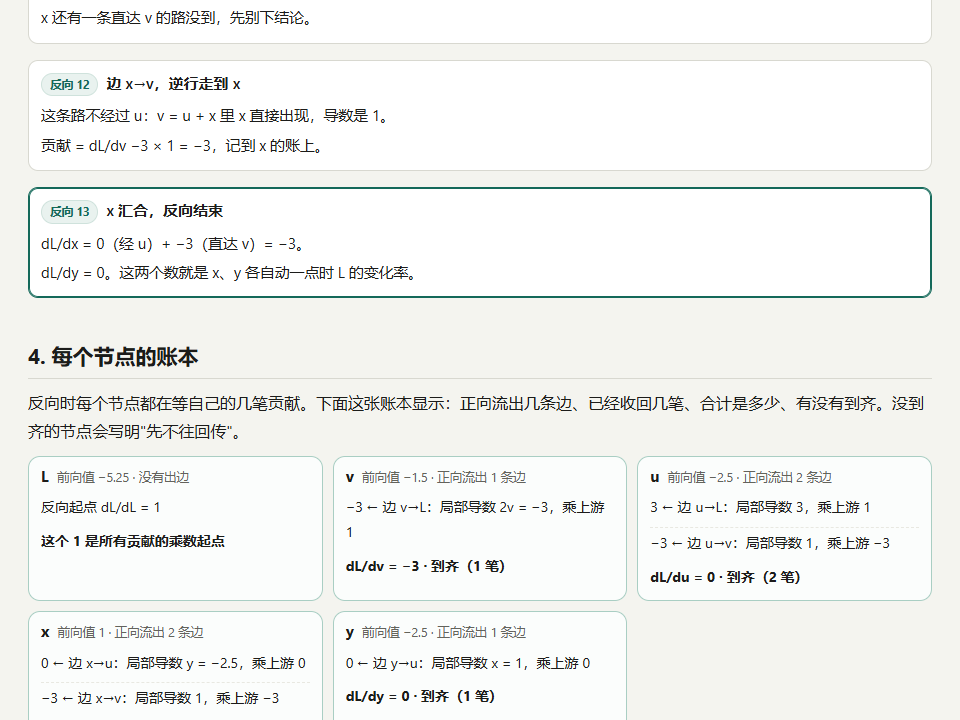 x 还有一条直达 v 的路没到，先别下结论。
反向 12 边 x→v，逆行走到 x
这条路不经过 u：v = u + x 里 x 直接出现，导数是 1。
贡献 = dL/dv −3 × 1 = −3，记到 x 的账上。
反向 13 x 汇合，反向结束
dL/dx = 0（经 u）+ −3（直达 v）= −3。
dL/dy = 0。这两个数就是 x、y 各自动一点时 L 的变化率。
4. 每个节点的账本
反向时每个节点都在等自己的几笔贡献。下面这张账本显示：正向流出几条边、已经收回几笔、合计是多少、有没有到齐。没到
齐的节点会写明"先不往回传"。
L 前向值 −5.25 · 没有出边
反向起点 dL/dL = 1
这个 1 是所有贡献的乘数起点
v 前向值 −1.5 · 正向流出 1 条边
−3 ← 边 v→L：局部导数 2v = −3，乘上游
1
dL/dv = −3 · 到齐（1 笔）
u 前向值 −2.5 · 正向流出 2 条边
3 ← 边 u→L：局部导数 3，乘上游 1
−3 ← 边 u→v：局部导数 1，乘上游 −3
dL/du = 0 · 到齐（2 笔）
x 前向值 1 · 正向流出 2 条边
0 ← 边 x→u：局部导数 y = −2.5，乘上游 0
−3 ← 边 x→v：局部导数 1，乘上游 −3
y 前向值 −2.5 · 正向流出 1 条边
0 ← 边 y→u：局部导数 x = 1，乘上游 0
dL/dy = 0 · 到齐（1 笔）